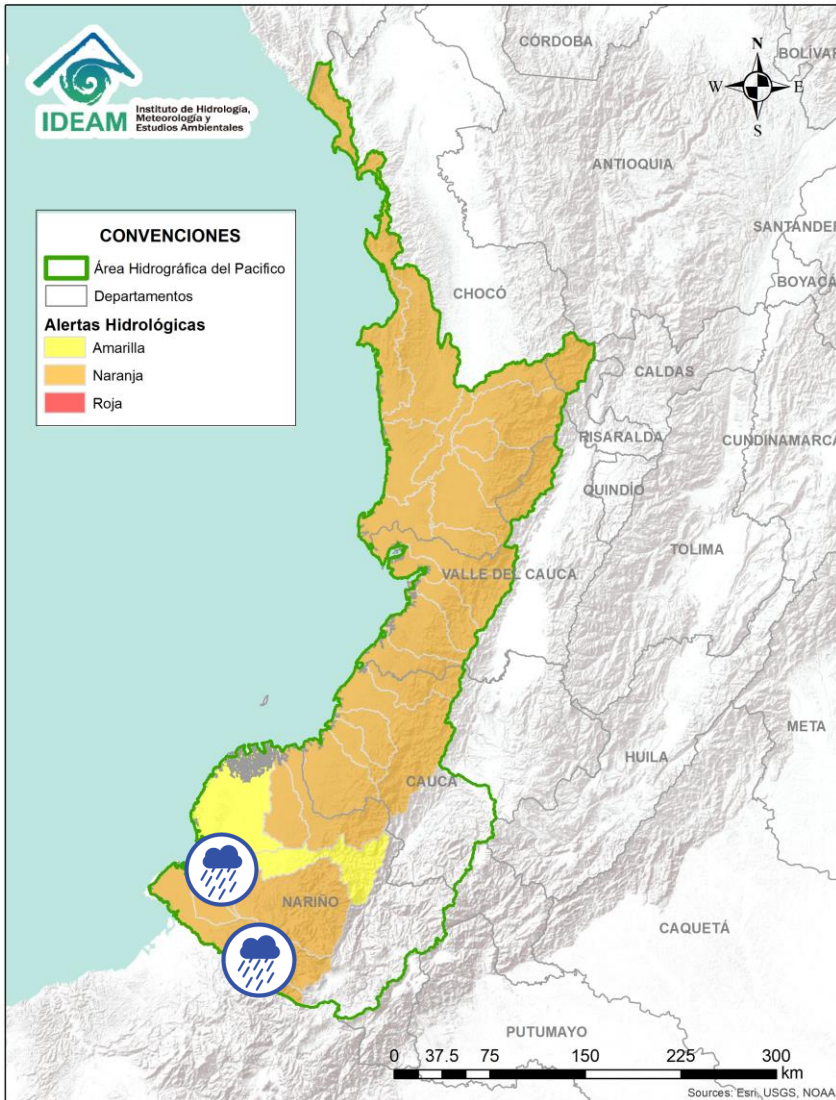 IDEAM
Instituto de Hidrología,
Meteorología y
Estudios Ambientales
CÓRDOBA
BOLÍVAR
N
W
E
S
ANTIOQUIA
SANTANDER
BOYACÁ
CONVENCIONES
Área Hidrográfica del Pacifico
Departamentos
Alertas Hidrológicas
Amarilla
Naranja
Roja
CHOCÓ
CALDAS
RISARALDA
CUNDINAMARCA
QUINDÍO
TOLIMA
VALLE DEL CAUCA
META
HUILA
CAUCA
NARIÑO
CAQUETÁ
PUTUMAYO
0 37.5 75 150 225 300
km
Sources: Esri, USGS, NOAA